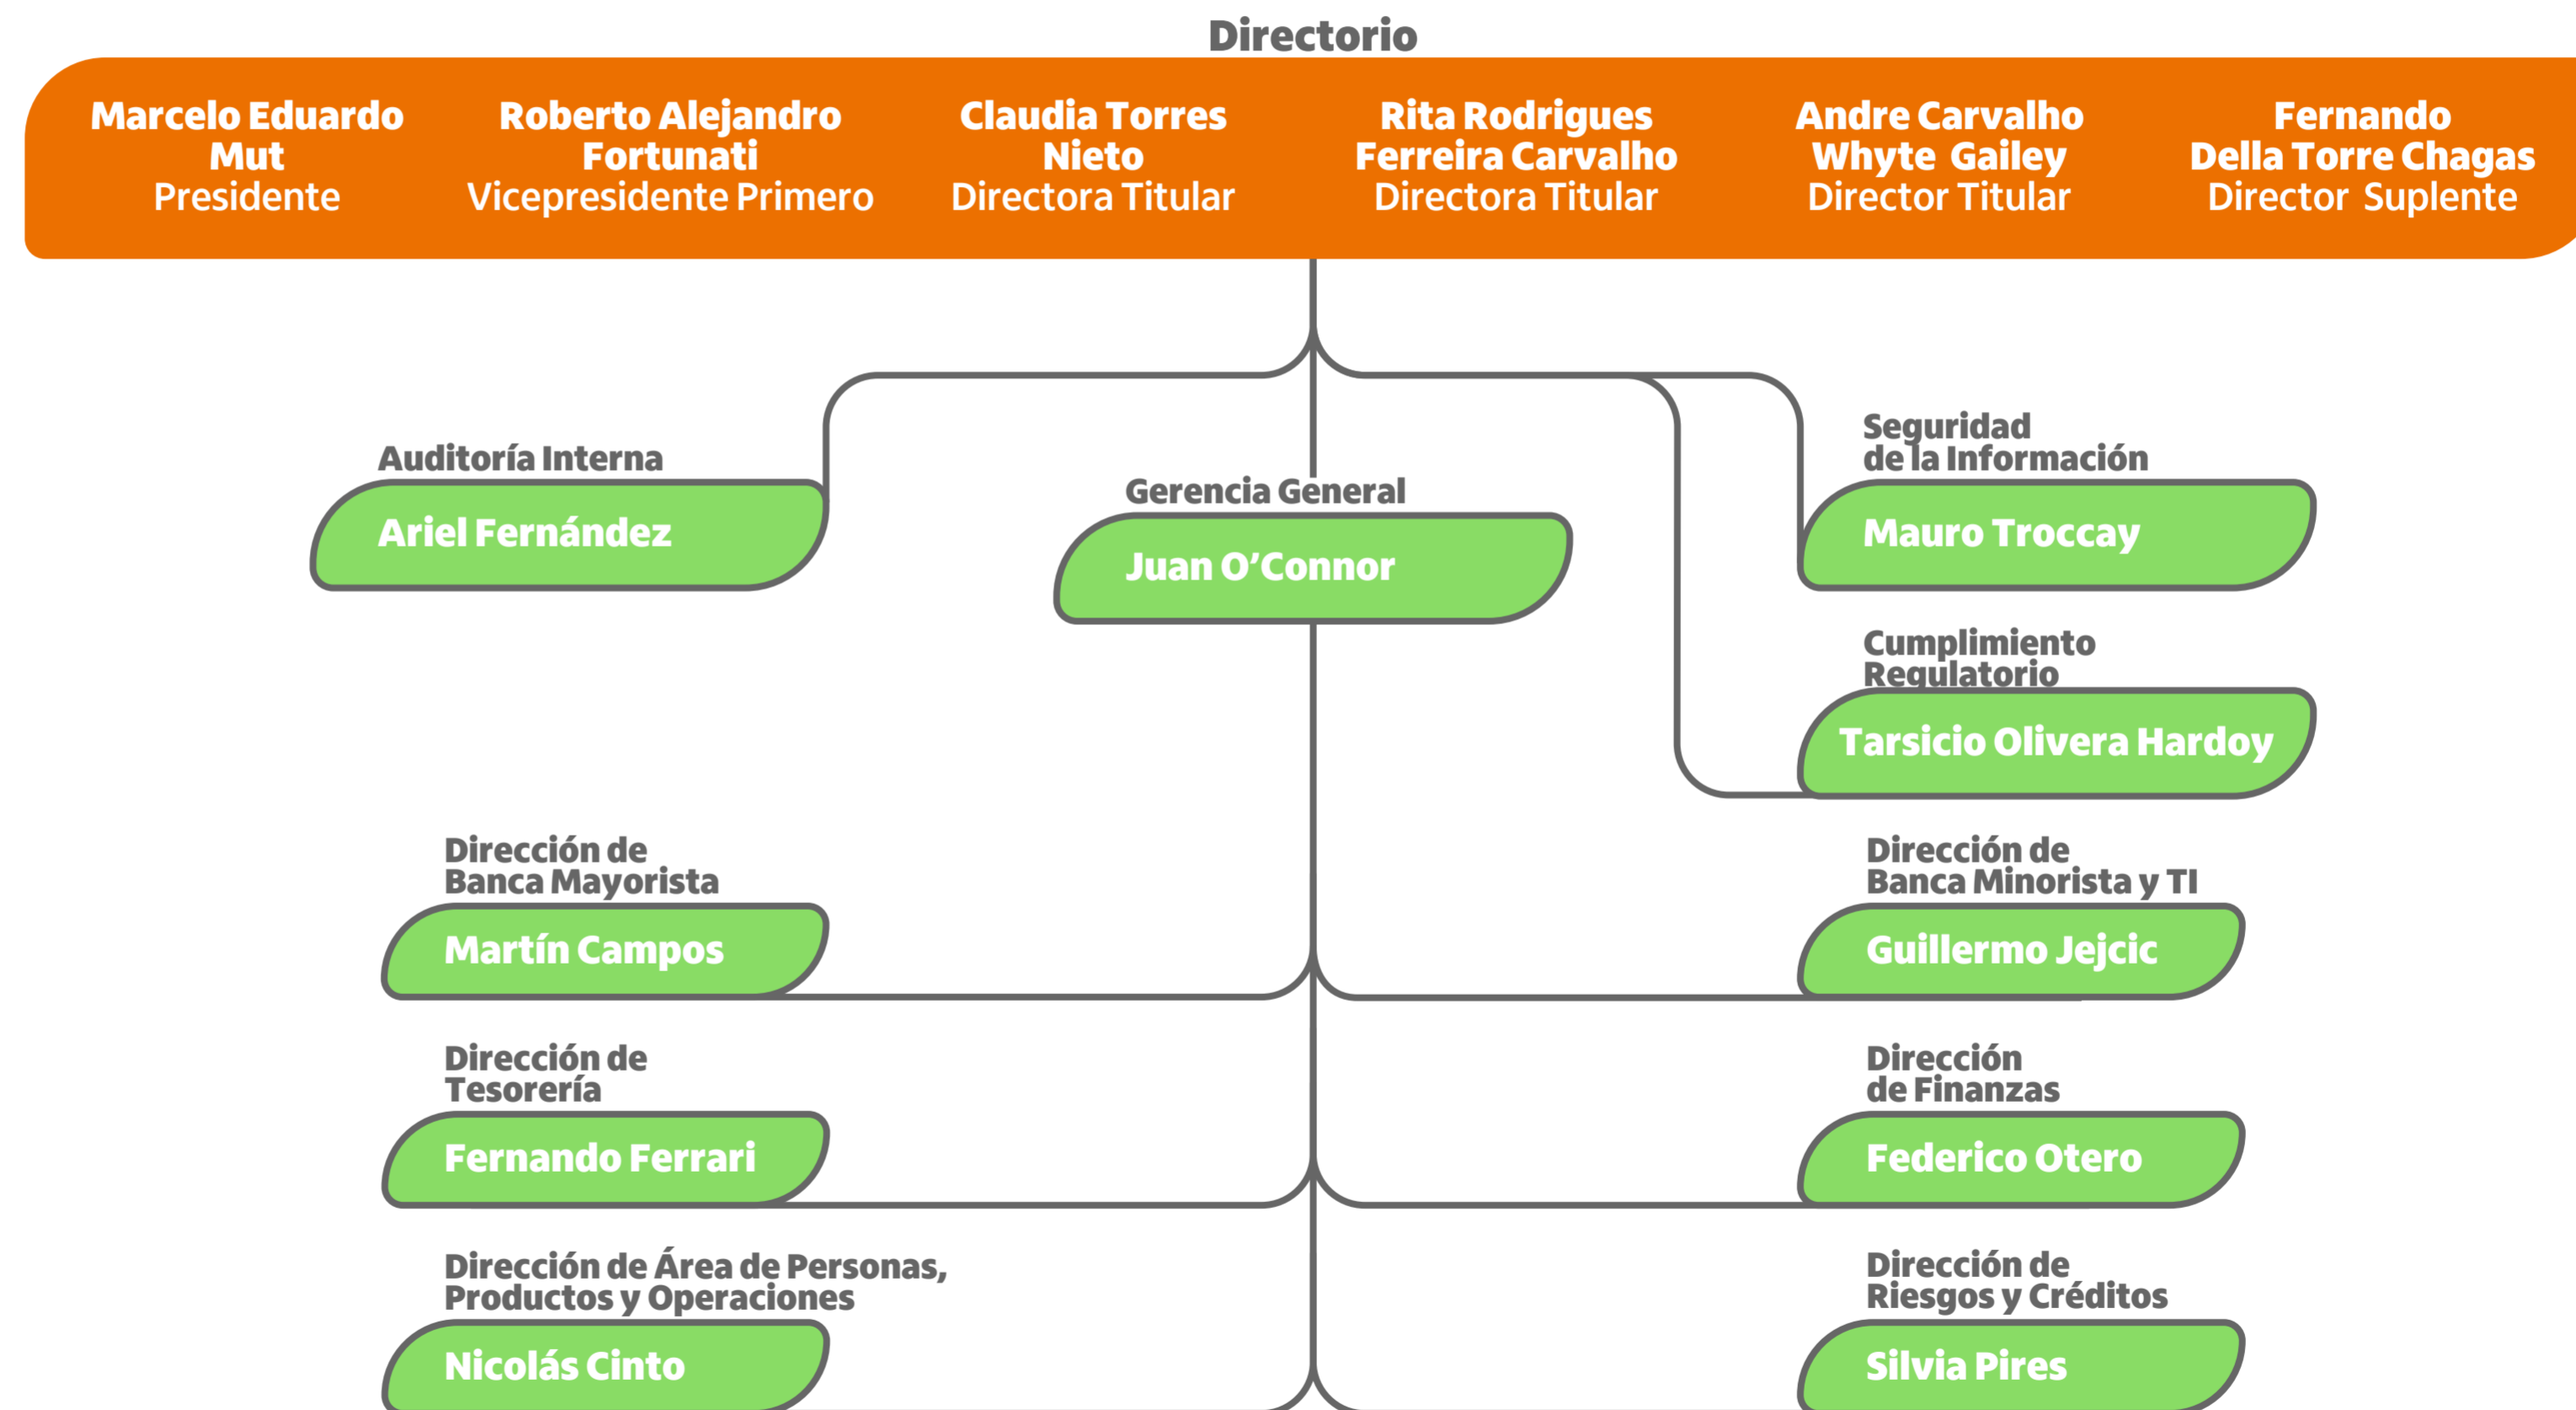 Directorio
Marcelo Eduardo
Mut
Presidente
Roberto Alejandro
Fortunati
Vicepresidente Primero
Claudia Torres
Nieto
Directora Titular
Rita Rodrigues
Ferreira Carvalho
Directora Titular
Andre Carvalho
Whyte Gailey
Director Titular
Fernando
Della Torre Chagas
Director Suplente
Auditoría Interna
Ariel Fernández
Gerencia General
Juan O’Connor
Seguridad
de la Información
Mauro Troccay
Cumplimiento
Regulatorio
Tarsicio Olivera Hardoy
Dirección de
Banca Mayorista
Martín Campos
Dirección de
Banca Minorista y TI
Guillermo Jejcic
Dirección de
Tesorería
Fernando Ferrari
Dirección
de Finanzas
Federico Otero
Dirección de Área de Personas,
Productos y Operaciones
Nicolás Cinto
Dirección de
Riesgos y Créditos
Silvia Pires